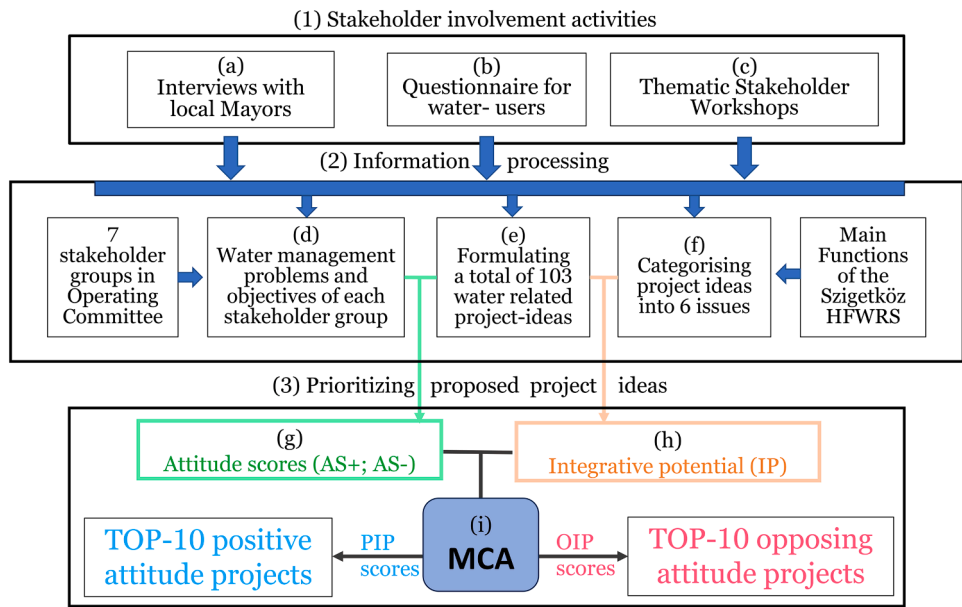 (1) Stakeholder involvement activities
(a)
Interviews with
local Mayors
(b)
Questionnaire for
water- users
(c)
Thematic Stakeholder
Workshops
(2) Information processing
7
stakeholder
groups in
Operating
Committee
(d)
Water management
problems and
objectives of each
stakeholder group
(e)
Formulating
a total of 103
water related
project-ideas
(f)
Categorising
project ideas
into 6 issues
Main
Functions
of the
Szigetköz
HFWRS
(3) Prioritizing proposed project ideas
(g)
Attitude scores (AS+; AS-)
(h)
Integrative potential (IP)
(i)
MCA
PIP
scores
OIP
scores
TOP-10 positive
attitude projects
TOP-10 opposing
attitude projects